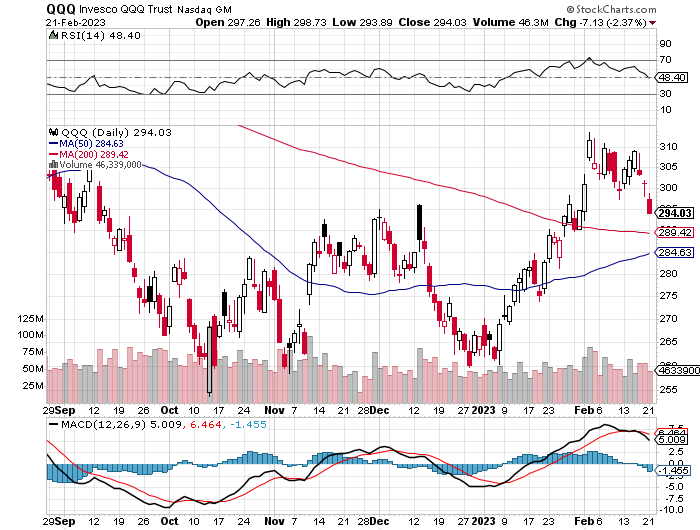 QQQ Invesco QQQ Trust Nasdaq GM © StockCharts.com
21-Feb-2023 Open 297.26 High 298.73 Low 293.89 Close 294.03 Volume 46.3M Chg -7.13 (-2.37%)
RSI(14) 48.40
90
70
48.40
30
10
QQQ (Daily) 294.03
MA(50) 284.63
MA(200) 289.42
Volume 46,339,000
310
305
300
294.03
289.42
284.63
280
275
270
265
255
125M
100M
75M
50M
25M
46339000
29 Sep 12 19 26 Oct 10 17 24 Nov 7 14 21 28 Dec 12 19 27 2023 9 17 23 Feb 6 13 21
MACD(12,26,9) 5.009, 6.464, -1.455
6.464
5.009
2.5
0.0
-1.455
-5.0
-7.5
-10.0
29 Sep 12 19 26 Oct 10 17 24 Nov 7 14 21 28 Dec 12 19 27 2023 9 17 23 Feb 6 13 21